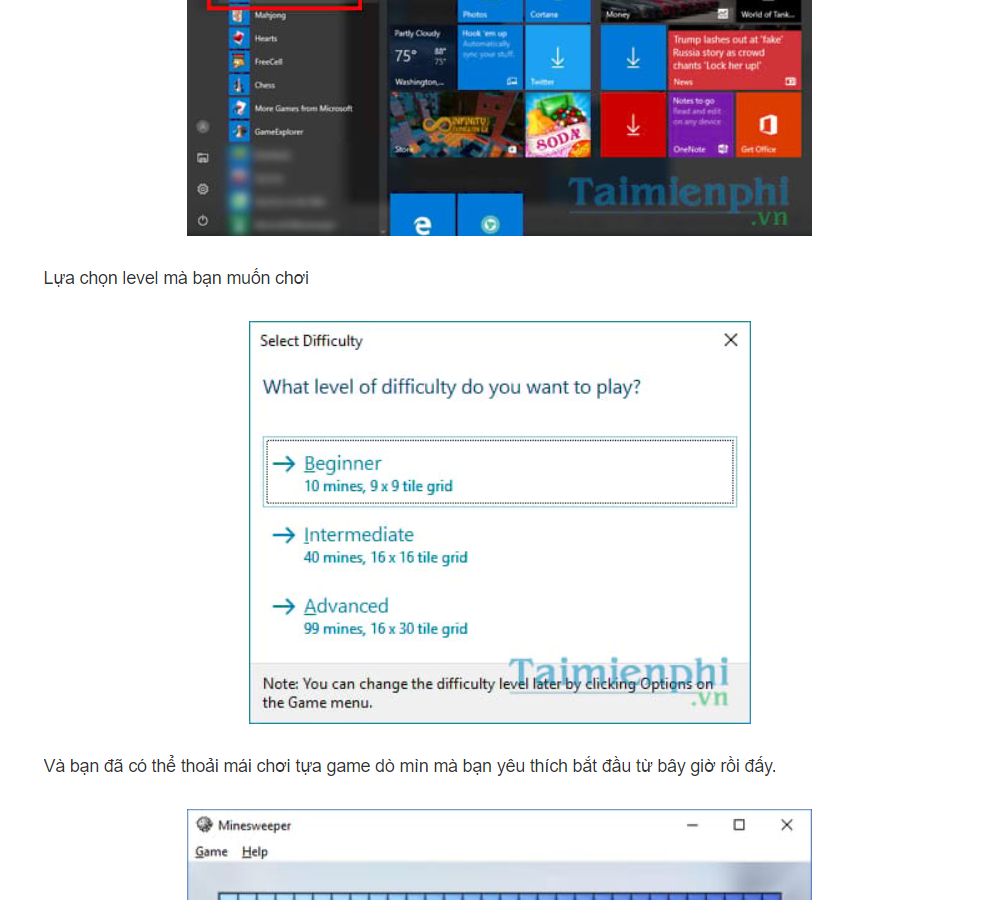 Mahjong
Hearts
FreeCell
Chess
More Games from Microsoft
GameExplorer
Photos
Cortana
Money
World of Tank...
Partly Cloudy
75° 88° 75°
Washington,...
Hook 'em up
Automatically
sync your stuff.
Twitter
Trump lashes out at 'fake'
Russia story as crowd
chants 'Lock her up!'
News
Store
INFINITY
SODA
Notes to go
Read and edit
on any device
OneNote
Get Office
Taimienphi
.vn
Lựa chọn level mà bạn muốn chơi
Select Difficulty
What level of difficulty do you want to play?
Beginner
10 mines, 9 x 9 tile grid
Intermediate
40 mines, 16 x 16 tile grid
Advanced
99 mines, 16 x 30 tile grid
Taimienphi
.vn
Note: You can change the difficulty level later by clicking Options on
the Game menu.
Và bạn đã có thể thoải mái chơi tựa game dò mìn mà bạn yêu thích bắt đầu từ bây giờ rồi đấy.
Minesweeper
Game Help